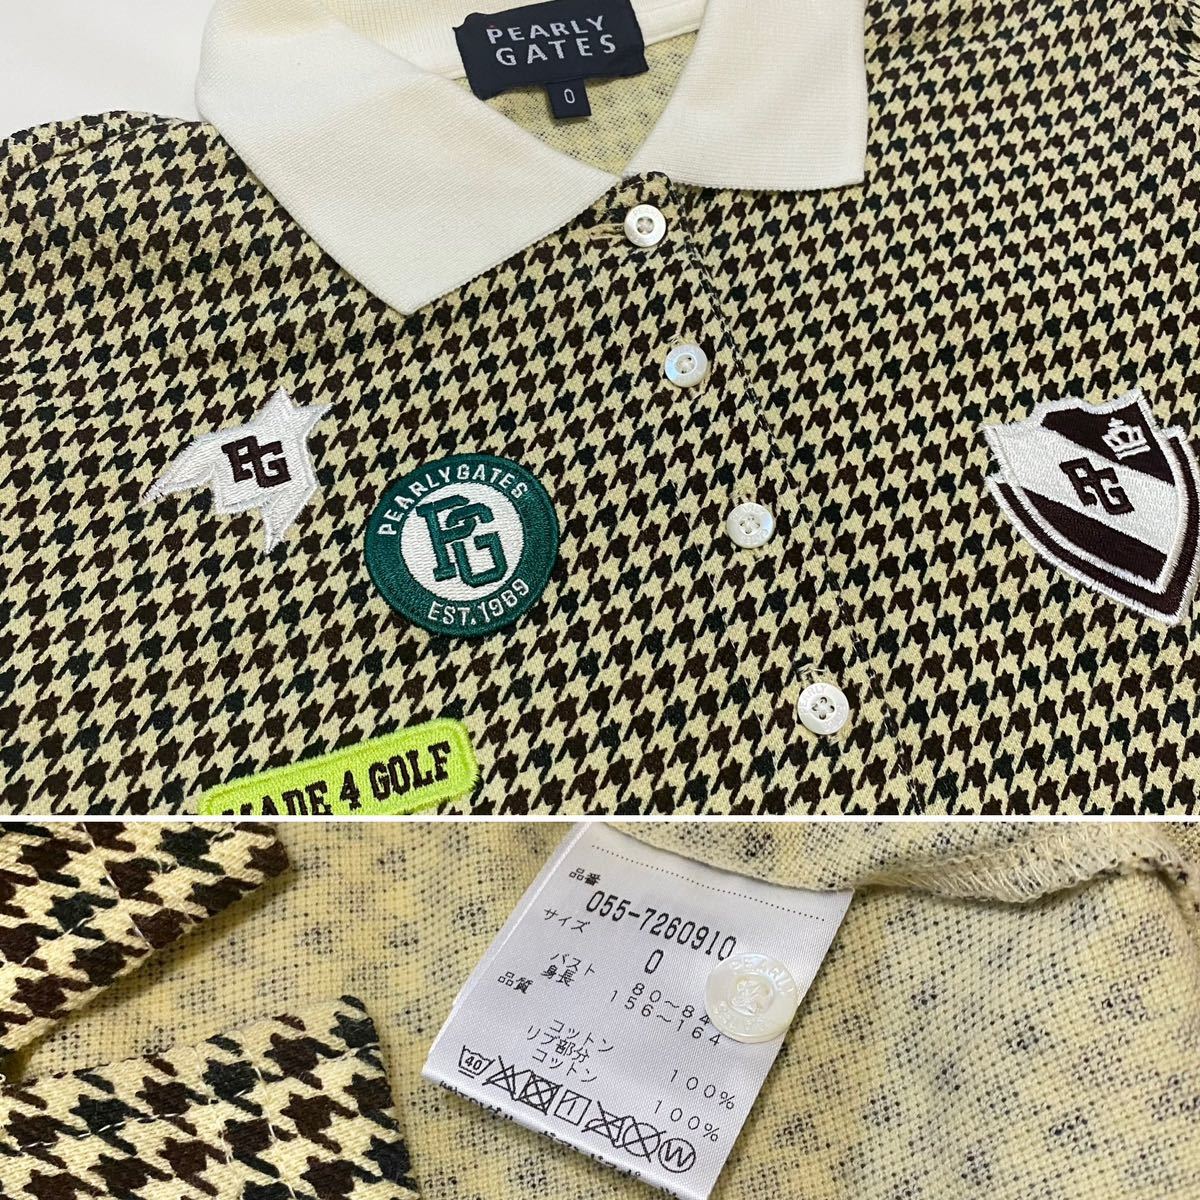 PEARLY
GATES
0
PG
PEARLYGATES
PG
EST.1989
PG
MADE 4 GOLF
品番
055-7260910
サイズ
0
バスト
80~84
身長
156~164
品質
コットン
100%
リブ部分
コットン
100%
40
W